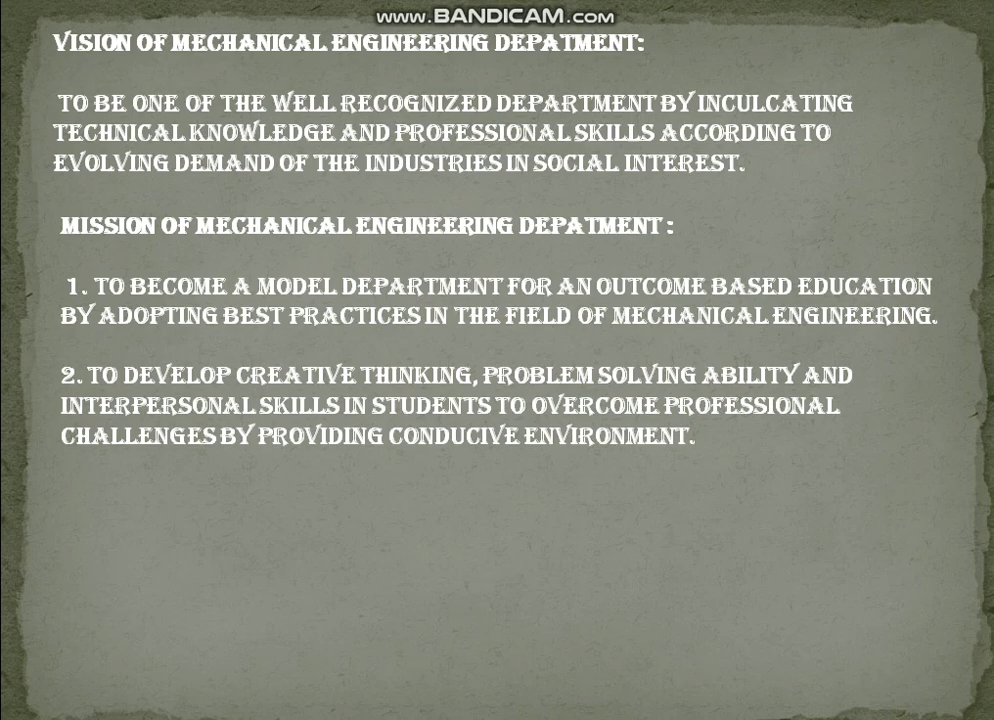 www.BANDICAM.com
VISION OF MECHANICAL ENGINEERING DEPATMENT:
TO BE ONE OF THE WELL RECOGNIZED DEPARTMENT BY INCULCATING
TECHNICAL KNOWLEDGE AND PROFESSIONAL SKILLS ACCORDING TO
EVOLVING DEMAND OF THE INDUSTRIES IN SOCIAL INTEREST.
MISSION OF MECHANICAL ENGINEERING DEPATMENT :
1. TO BECOME A MODEL DEPARTMENT FOR AN OUTCOME BASED EDUCATION
BY ADOPTING BEST PRACTICES IN THE FIELD OF MECHANICAL ENGINEERING.
2. TO DEVELOP CREATIVE THINKING, PROBLEM SOLVING ABILITY AND
INTERPERSONAL SKILLS IN STUDENTS TO OVERCOME PROFESSIONAL
CHALLENGES BY PROVIDING CONDUCIVE ENVIRONMENT.